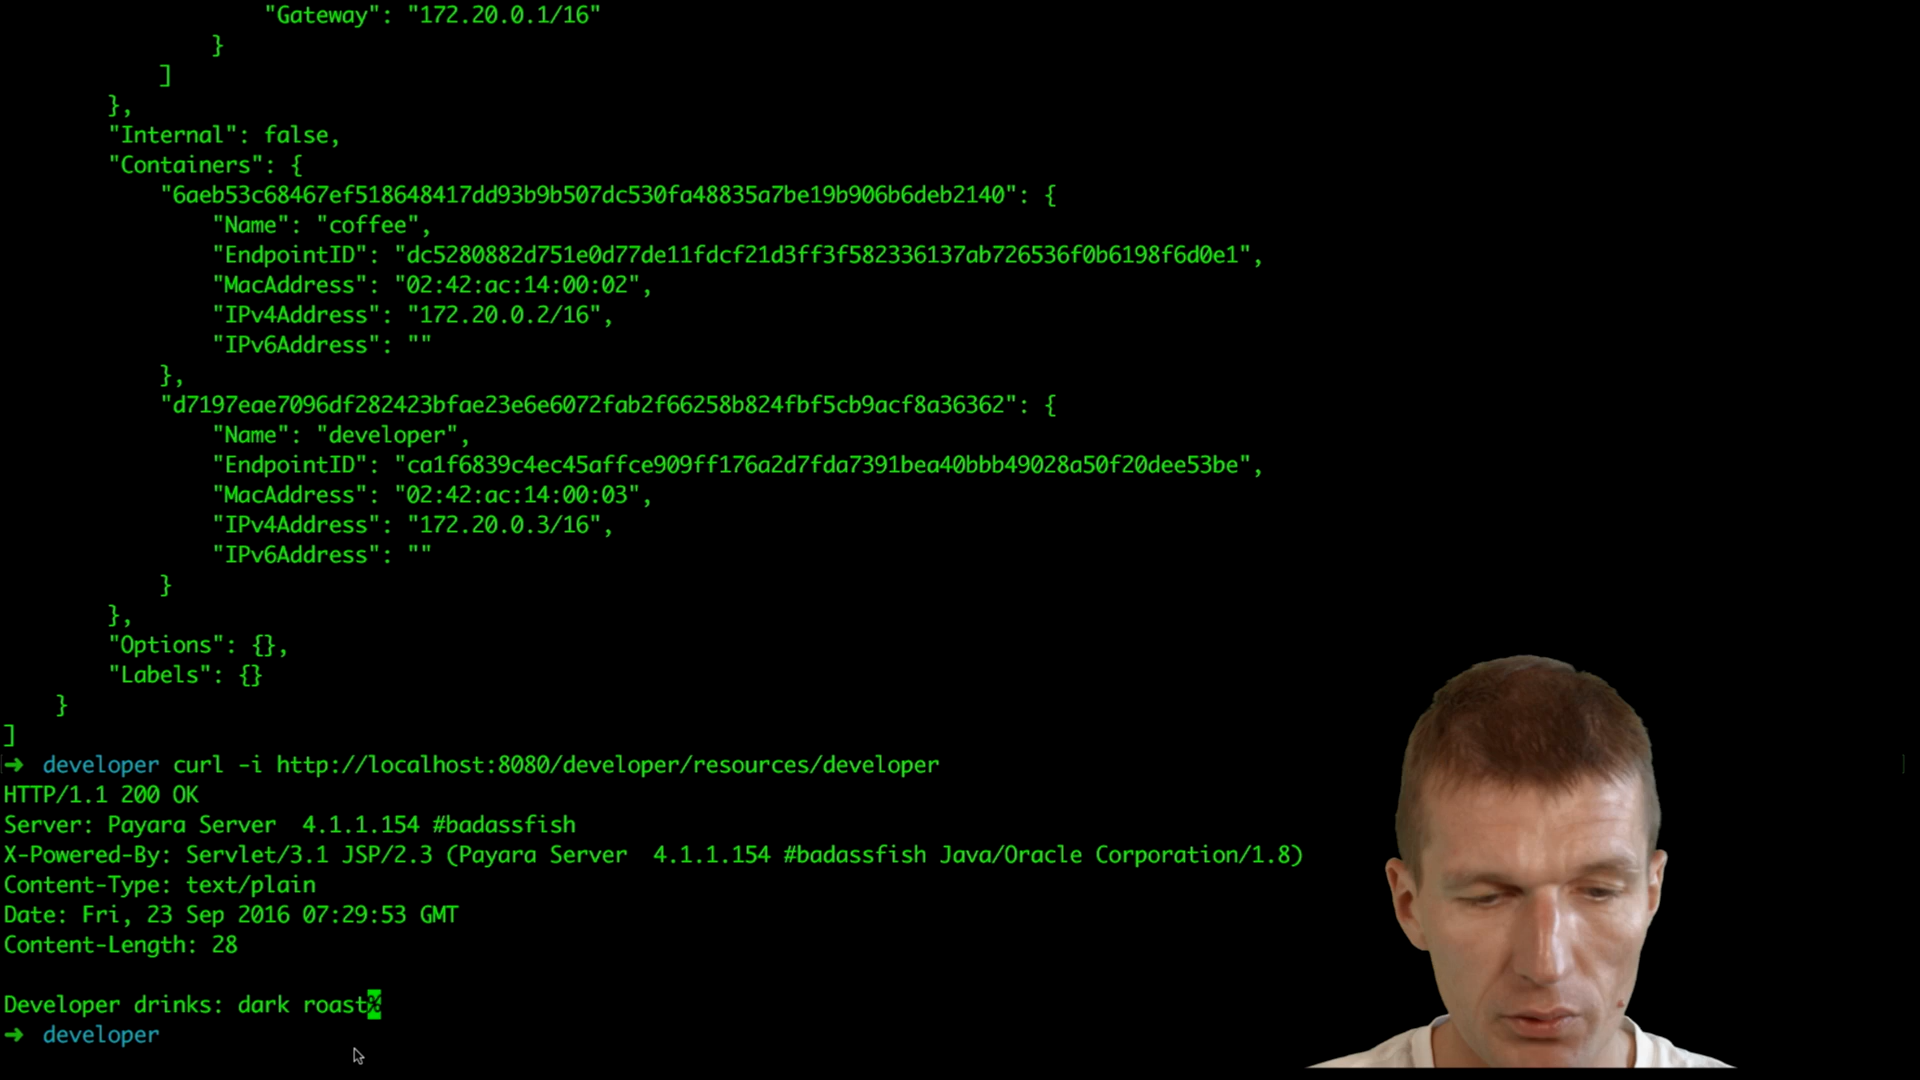 "Gateway": "172.20.0.1/16"
}
]
},
"Internal": false,
"Containers": {
"6aeb53c68467ef518648417dd93b9b507dc530fa48835a7be19b906b6deb2140": {
"Name": "coffee",
"EndpointID": "dc5280882d751e0d77de11fdcf21d3ff3f582336137ab726536f0b6198f6d0e1",
"MacAddress": "02:42:ac:14:00:02",
"IPv4Address": "172.20.0.2/16",
"IPv6Address": ""
},
"d7197eae7096df282423bfae23e6e6072fab2f66258b824fbf5cb9acf8a36362": {
"Name": "developer",
"EndpointID": "ca1f6839c4ec45affce909ff176a2d7fda7391bea40bbb49028a50f20dee53be",
"MacAddress": "02:42:ac:14:00:03",
"IPv4Address": "172.20.0.3/16",
"IPv6Address": ""
}
},
"Options": {},
"Labels": {}
}
]
➜ developer curl -i http://localhost:8080/developer/resources/developer
HTTP/1.1 200 OK
Server: Payara Server 4.1.1.154 #badassfish
X-Powered-By: Servlet/3.1 JSP/2.3 (Payara Server 4.1.1.154 #badassfish Java/Oracle Corporation/1.8)
Content-Type: text/plain
Date: Fri, 23 Sep 2016 07:29:53 GMT
Content-Length: 28
Developer drinks: dark roast%
➜ developer